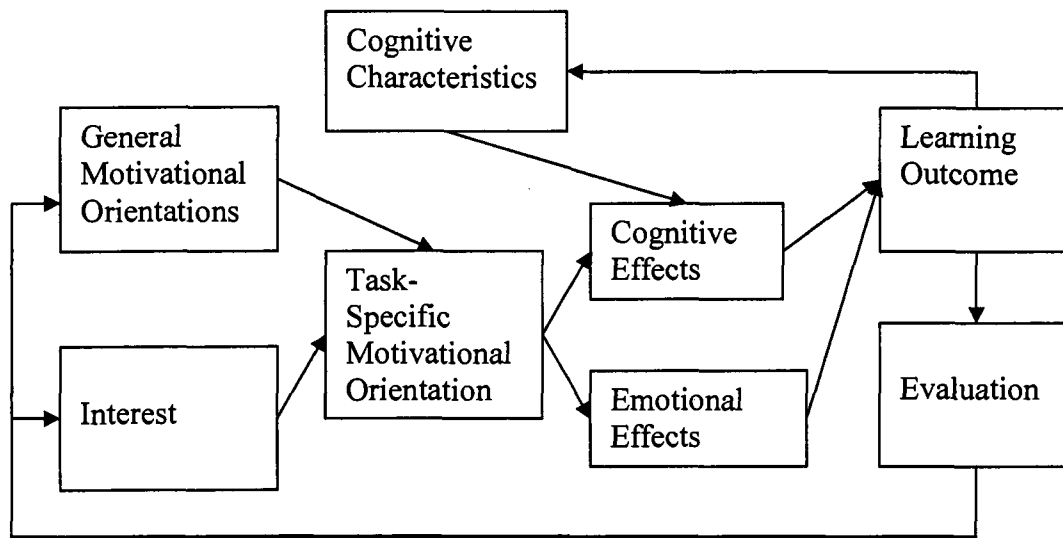 Cognitive
Characteristics
General
Motivational
Orientations
Learning
Outcome
Cognitive
Effects
Task-
Specific
Motivational
Orientation
Interest
Emotional
Effects
Evaluation